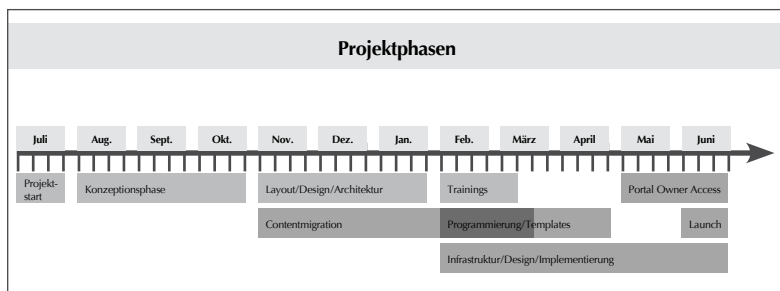 Projektphasen
Juli Aug. Sept. Okt. Nov. Dez. Jan. Feb. März April Mai Juni
Projekt-
start
Konzeptionsphase
Layout/Design/Architektur
Trainings
Portal Owner Access
Contentmigration
Programmierung/Templates
Launch
Infrastruktur/Design/Implementierung